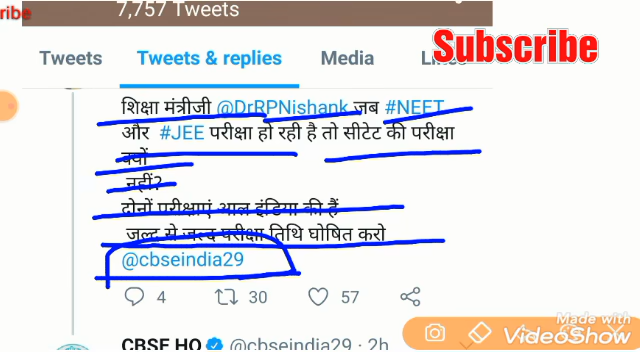 ribe
7,757 Tweets
Subscribe
Tweets Tweets & replies Media
शिक्षा मंत्रीजी @DrRPNishank जब #NEET
और #JEE परीक्षा हो रही है तो सीटेट की परीक्षा
क्यों
नहीं?
दोनों परीक्षाएं आल इंडिया की हैं
जल्द से जल्द परीक्षा तिथि घोषित करो
@cbseindia29
4 30 57
Made with
CBSE HQ @cbseindia29 · 2h
VideoShow